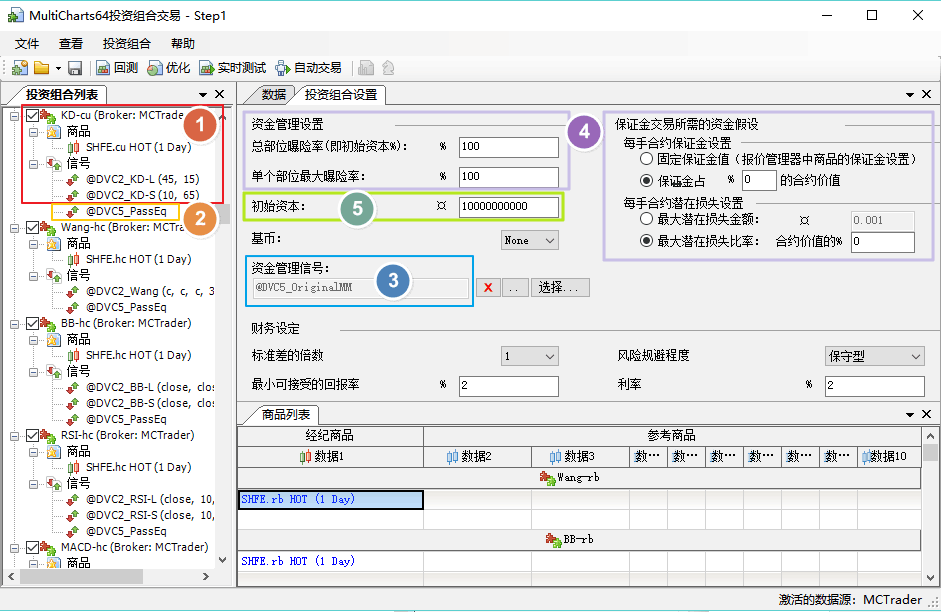 MultiCharts64投资组合交易 - Step1
文件 查看 投资组合 帮助
回测 优化 实时测试 自动交易
投资组合列表
KD-cu (Broker: MCTrade
商品
SHFE.cu HOT (1 Day)
信号
@DVC2_KD-L (45, 15)
@DVC2_KD-S (10, 65)
@DVC5_PassEq
Wang-hc (Broker: MCTra
商品
SHFE.hc HOT (1 Day)
信号
@DVC2_Wang (c, c, c, 3
@DVC5_PassEq
BB-hc (Broker: MCTrader)
商品
SHFE.hc HOT (1 Day)
信号
@DVC2_BB-L (close, clos
@DVC2_BB-S (close, clos
@DVC5_PassEq
RSI-hc (Broker: MCTrader)
商品
SHFE.hc HOT (1 Day)
信号
@DVC2_RSI-L (close, 10,
@DVC2_RSI-S (close, 10,
@DVC5_PassEq
MACD-hc (Broker: MCTrader)
商品
1
2
数据 投资组合设置
资金管理设置
总部位曝险率(即初始资本%): % 100
单个部位最大曝险率: % 100
初始资本: 5 ¤ 10000000000
基币: None
资金管理信号: 3
@DVC5_OriginalMM X .. 选择...
4
保证金交易所需的资金假设
每手合约保证金设置
固定保证金值（报价管理器中商品的保证金设置）
保证金占 % 0 的合约价值
每手合约潜在损失设置
最大潜在损失金额: ¤ 0.001
最大潜在损失比率: 合约价值的% 0
财务设定
标准差的倍数 1 风险规避程度 保守型
最小可接受的回报率 % 2 利率 % 2
商品列表
经纪商品 参考商品
数据1 数据2 数据3 数… 数… 数… 数… 数… 数… 数据10
Wang-rb
SHFE.rb HOT (1 Day)
BB-rb
SHFE.rb HOT (1 Day)
激活的数据源: MCTrader